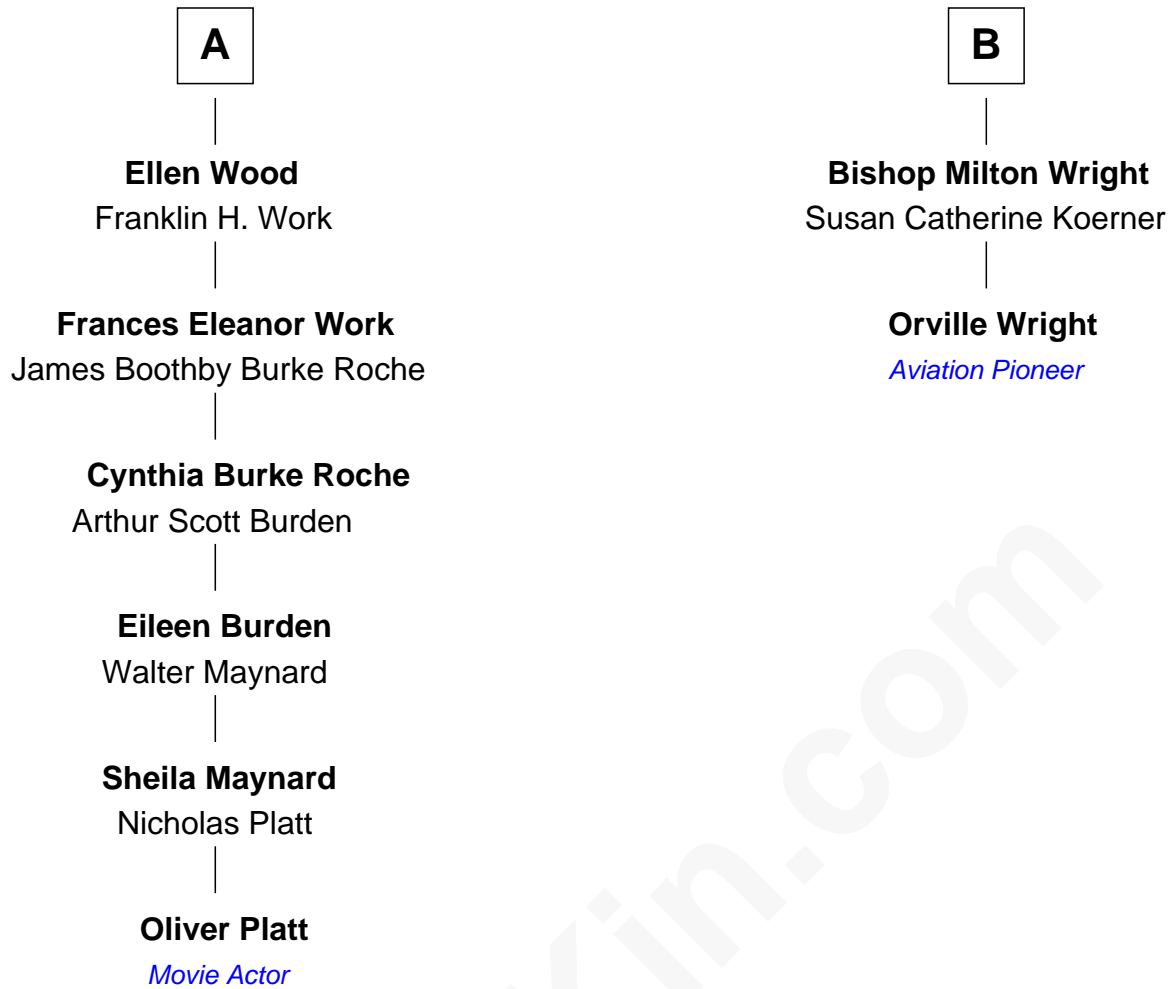 A
B
Ellen Wood
Franklin H. Work
Bishop Milton Wright
Susan Catherine Koerner
Frances Eleanor Work
James Boothby Burke Roche
Orville Wright
Aviation Pioneer
Cynthia Burke Roche
Arthur Scott Burden
Eileen Burden
Walter Maynard
Sheila Maynard
Nicholas Platt
Oliver Platt
Movie Actor